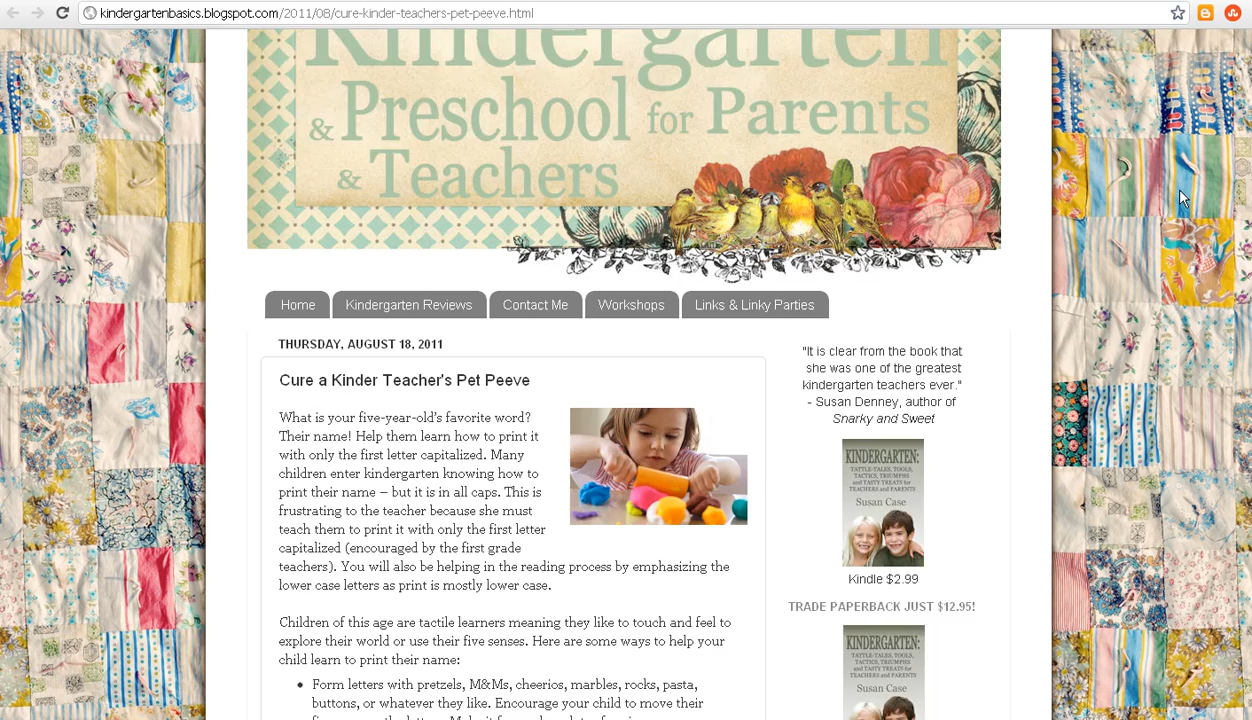 kindergartenbasics.blogspot.com/2011/08/cure-kinder-teachers-pet-peeve.html
Kindergarten
& Preschool for Parents
& Teachers
Home
Kindergarten Reviews
Contact Me
Workshops
Links & Linky Parties
THURSDAY, AUGUST 18, 2011
Cure a Kinder Teacher's Pet Peeve
What is your five-year-old's favorite word?
Their name! Help them learn how to print it
with only the first letter capitalized. Many
children enter kindergarten knowing how to
print their name – but it is in all caps. This is
frustrating to the teacher because she must
teach them to print it with only the first letter
capitalized (encouraged by the first grade
teachers). You will also be helping in the reading process by emphasizing the
lower case letters as print is mostly lower case.
Children of this age are tactile learners meaning they like to touch and feel to
explore their world or use their five senses. Here are some ways to help your
child learn to print their name:
• Form letters with pretzels, M&Ms, cheerios, marbles, rocks, pasta,
buttons, or whatever they like. Encourage your child to move their
"It is clear from the book that
she was one of the greatest
kindergarten teachers ever."
- Susan Denney, author of
Snarky and Sweet
KINDERGARTEN:
TATTLE-TALES, TOOLS,
TACTICS, TRIUMPHS
and TASTY TREATS for
TEACHERS and PARENTS
Susan Case
Kindle $2.99
TRADE PAPERBACK JUST $12.95!
KINDERGARTEN:
TATTLE-TALES, TOOLS,
TACTICS, TRIUMPHS
and TASTY TREATS for
TEACHERS and PARENTS
Susan Case